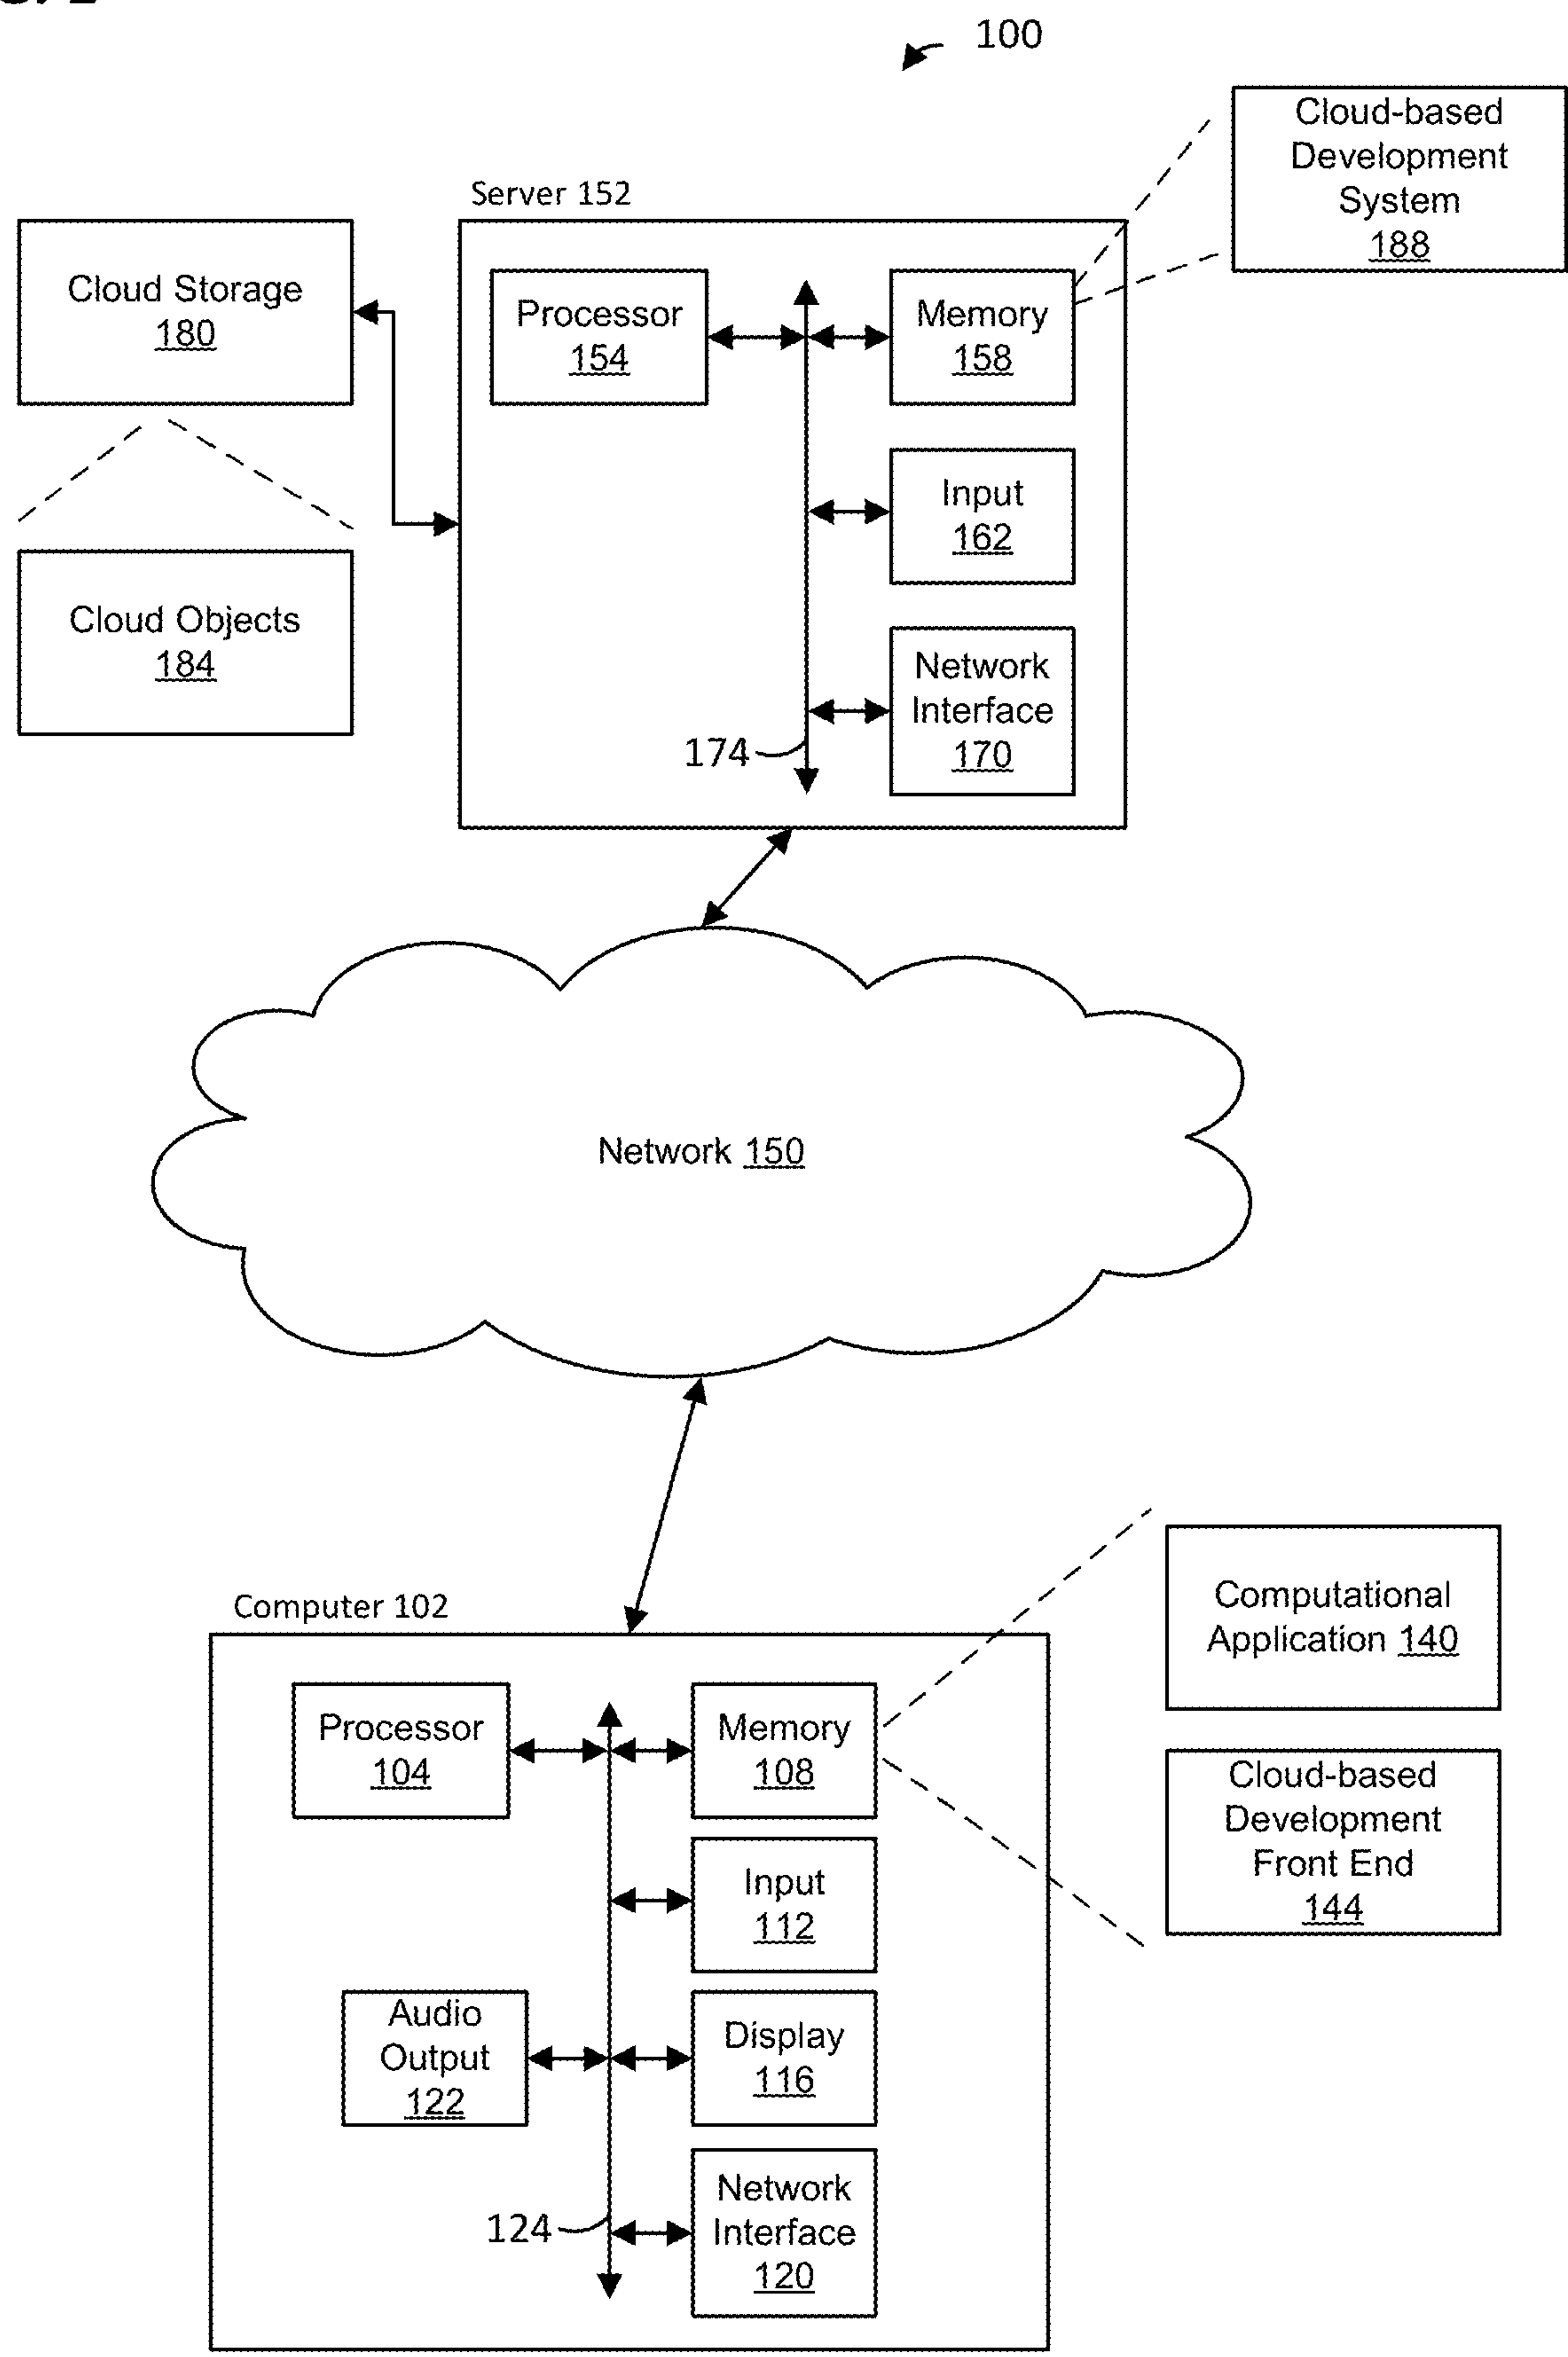 100
Cloud-based
Development
System
188
Server 152
Cloud Storage
180
Processor
154
Memory
158
Input
162
Cloud Objects
184
Network
Interface
170
174
Network 150
Computer 102
Computational
Application 140
Processor
104
Memory
108
Cloud-based
Development
Front End
144
Input
112
Audio
Output
122
Display
116
Network
Interface
120
124